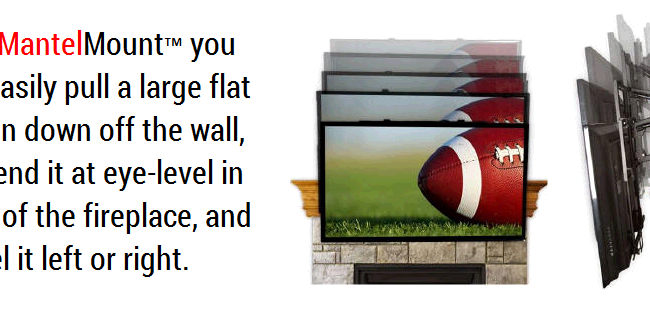 MantelMount™ you
asily pull a large flat
n down off the wall,
end it at eye-level in
of the fireplace, and
l it left or right.